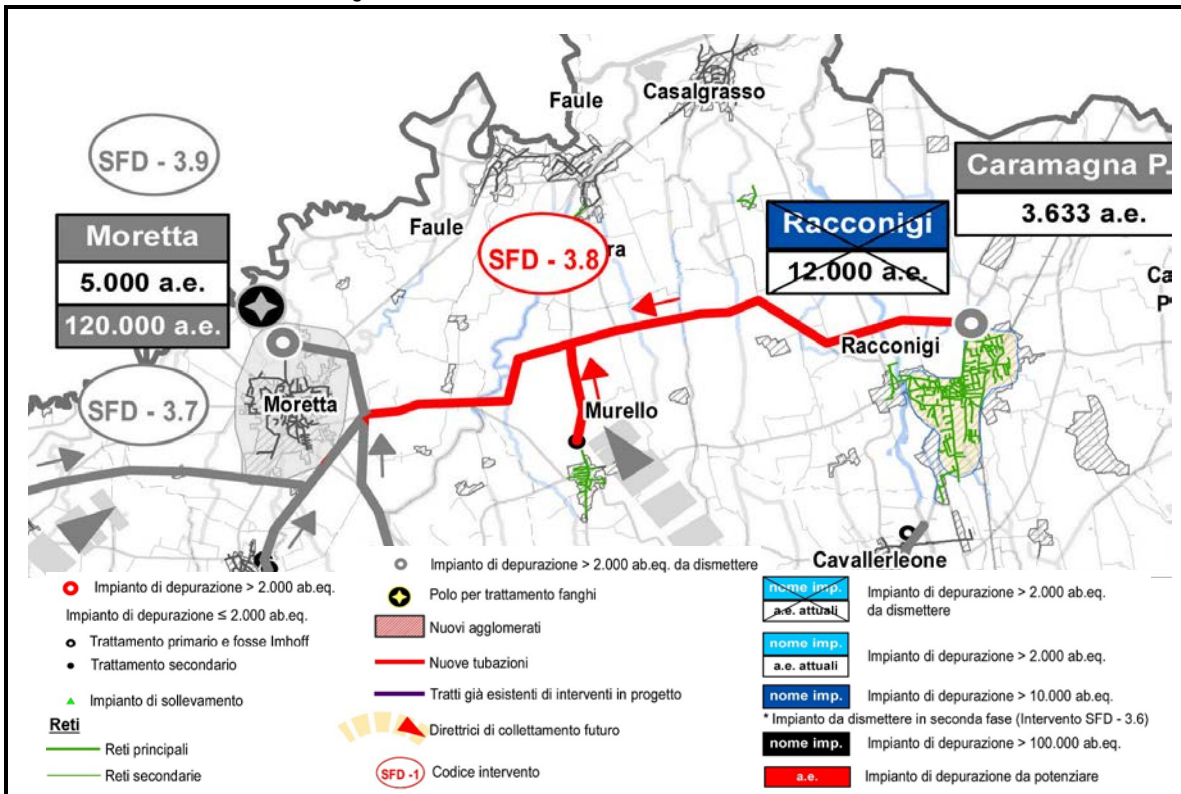 Faule
Casalgrasso
SFD - 3.9
Caramagna P.
3.633 a.e.
Moretta
5.000 a.e.
120.000 a.e.
Faule
SFD - 3.8
ra
Racconigi
12.000 a.e.
Ca
P
SFD - 3.7
Moretta
Murello
Racconigi
Cavallerleone
Impianto di depurazione > 2.000 ab.eq.
Impianto di depurazione ≤ 2.000 ab.eq.
Trattamento primario e fosse Imhoff
Trattamento secondario
Impianto di sollevamento
Reti
Reti principali
Reti secondarie
Impianto di depurazione > 2.000 ab.eq. da dismettere
Polo per trattamento fanghi
Nuovi agglomerati
Nuove tubazioni
Tratti già esistenti di interventi in progetto
Direttrici di collettamento futuro
SFD -1
Codice intervento
nome imp.
a.e. attuali
Impianto di depurazione > 2.000 ab.eq.
da dismettere
nome imp.
a.e. attuali
Impianto di depurazione > 2.000 ab.eq.
nome imp.
Impianto di depurazione > 10.000 ab.eq.
* Impianto da dismettere in seconda fase (Intervento SFD - 3.6)
nome imp.
Impianto di depurazione > 100.000 ab.eq.
a.e.
Impianto di depurazione da potenziare